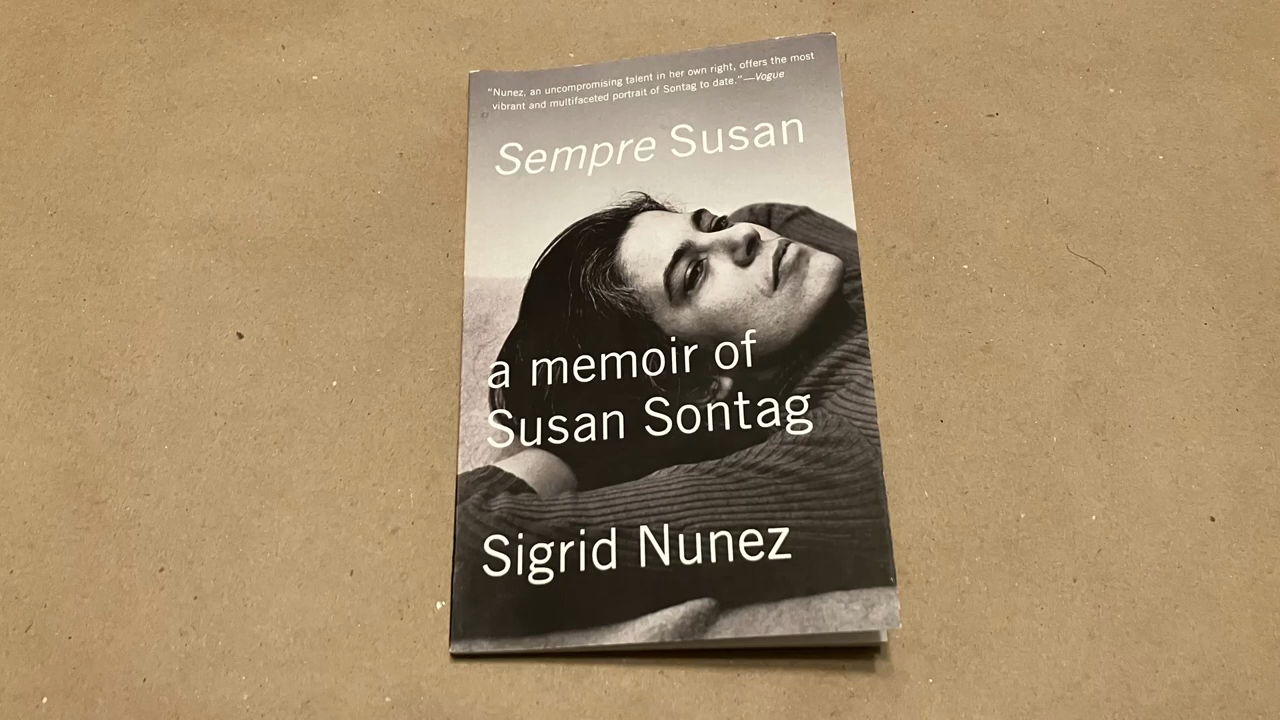 “Nunez, an uncompromising talent in her own right, offers the most
vibrant and multifaceted portrait of Sontag to date.”—Vogue
Sempre Susan
a memoir of
Susan Sontag
Sigrid Nunez